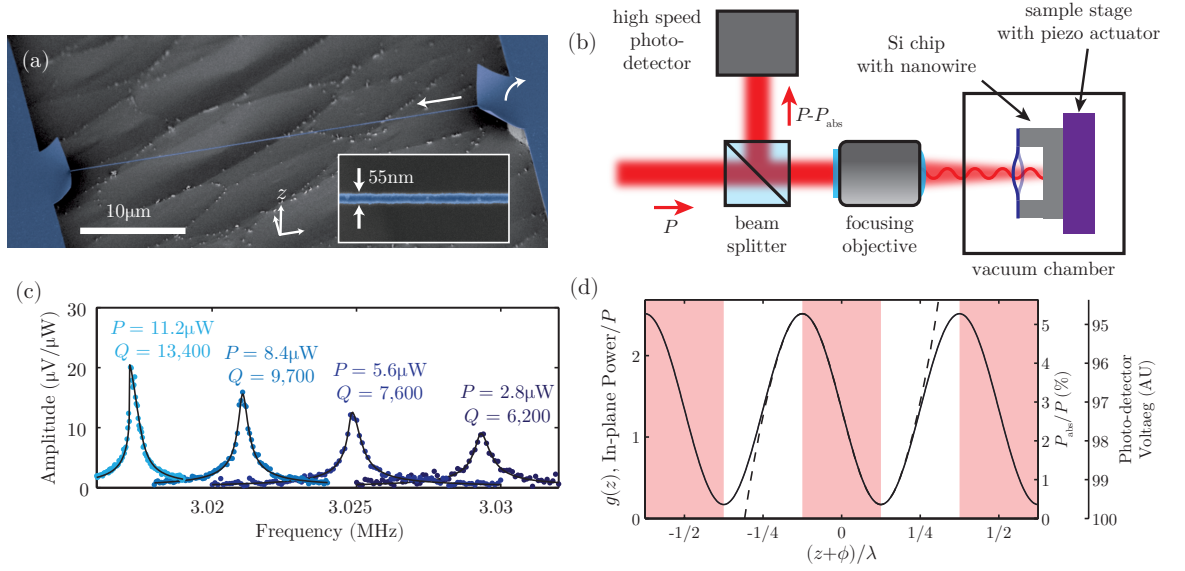 (a)
55nm
10μm
z
(b)
high speed
photo-
detector
P-Pabs
P
beam
splitter
focusing
objective
Si chip
with nanowire
sample stage
with piezo actuator
vacuum chamber
(c)
Amplitude (μV/μW)
30
20
10
0
P = 11.2μW
Q = 13,400
P = 8.4μW
Q = 9,700
P = 5.6μW
Q = 7,600
P = 2.8μW
Q = 6,200
3.02 3.025 3.03
Frequency (MHz)
(d)
g(z), In-plane Power/P
2
1
0
-1/2 -1/4 0 1/4 1/2
(z+ϕ)/λ
5
4
3
2
1
0
Pabs/P (%)
95
96
97
98
99
100
Photo-detector
Voltaeg (AU)